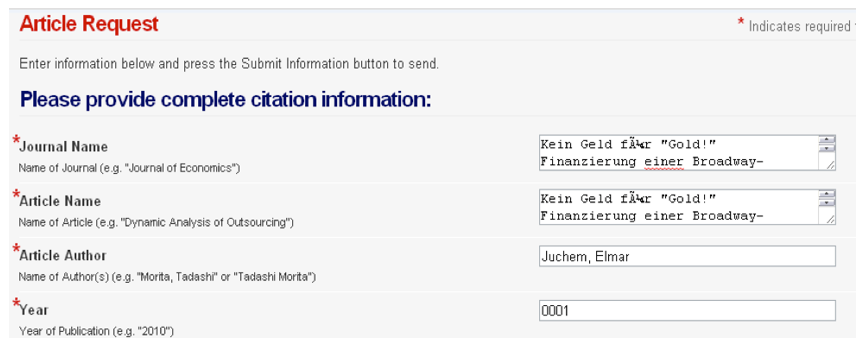 Article Request
* Indicates required
Enter information below and press the Submit Information button to send.
Please provide complete citation information:
*Journal Name
Name of Journal (e.g. "Journal of Economics")
Kein Geld fÃ¼r "Gold!"
Finanzierung einer Broadway-
*Article Name
Name of Article (e.g. "Dynamic Analysis of Outsourcing")
Kein Geld fÃ¼r "Gold!"
Finanzierung einer Broadway-
*Article Author
Name of Author(s) (e.g. "Morita, Tadashi" or "Tadashi Morita")
Juchem, Elmar
*Year
Year of Publication (e.g. "2010")
0001